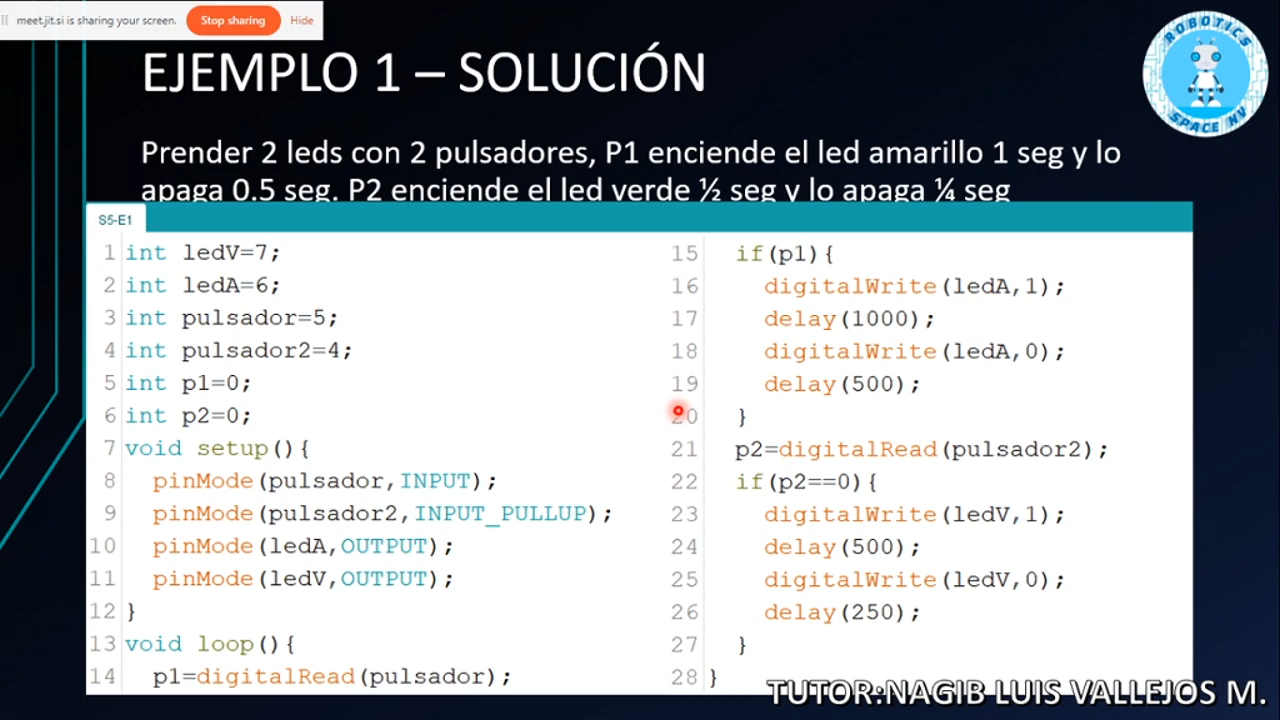 meet.jit.si is sharing your screen. Stop sharing Hide
EJEMPLO 1 – SOLUCIÓN
ROBOTICS
SPACE NV
Prender 2 leds con 2 pulsadores, P1 enciende el led amarillo 1 seg y lo
apaga 0.5 seg. P2 enciende el led verde ½ seg y lo apaga ¼ seg
S5-E1
1 int ledV=7;
2 int ledA=6;
3 int pulsador=5;
4 int pulsador2=4;
5 int p1=0;
6 int p2=0;
7 void setup(){
8 pinMode(pulsador,INPUT);
9 pinMode(pulsador2,INPUT_PULLUP);
10 pinMode(ledA,OUTPUT);
11 pinMode(ledV,OUTPUT);
12 }
13 void loop(){
14 p1=digitalRead(pulsador);
15 if(p1){
16 digitalWrite(ledA,1);
17 delay(1000);
18 digitalWrite(ledA,0);
19 delay(500);
20 }
21 p2=digitalRead(pulsador2);
22 if(p2==0){
23 digitalWrite(ledV,1);
24 delay(500);
25 digitalWrite(ledV,0);
26 delay(250);
27 }
28 }
TUTOR:NAGIB LUIS VALLEJOS M.